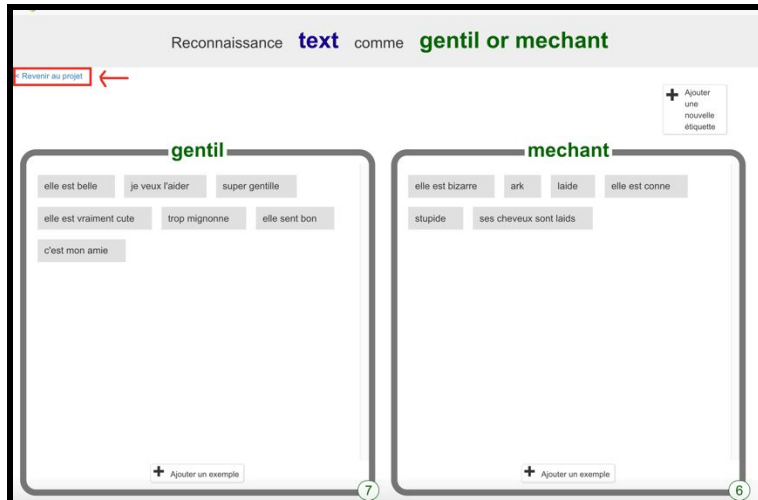 Reconnaissance text comme gentil or mechant
< Revenir au projet
Ajouter
une
nouvelle
étiquette
gentil
elle est belle je veux l'aider super gentille
elle est vraiment cute trop mignonne elle sent bon
c'est mon amie
Ajouter un exemple
7
mechant
elle est bizarre ark laide elle est conne
stupide ses cheveux sont laids
Ajouter un exemple
6